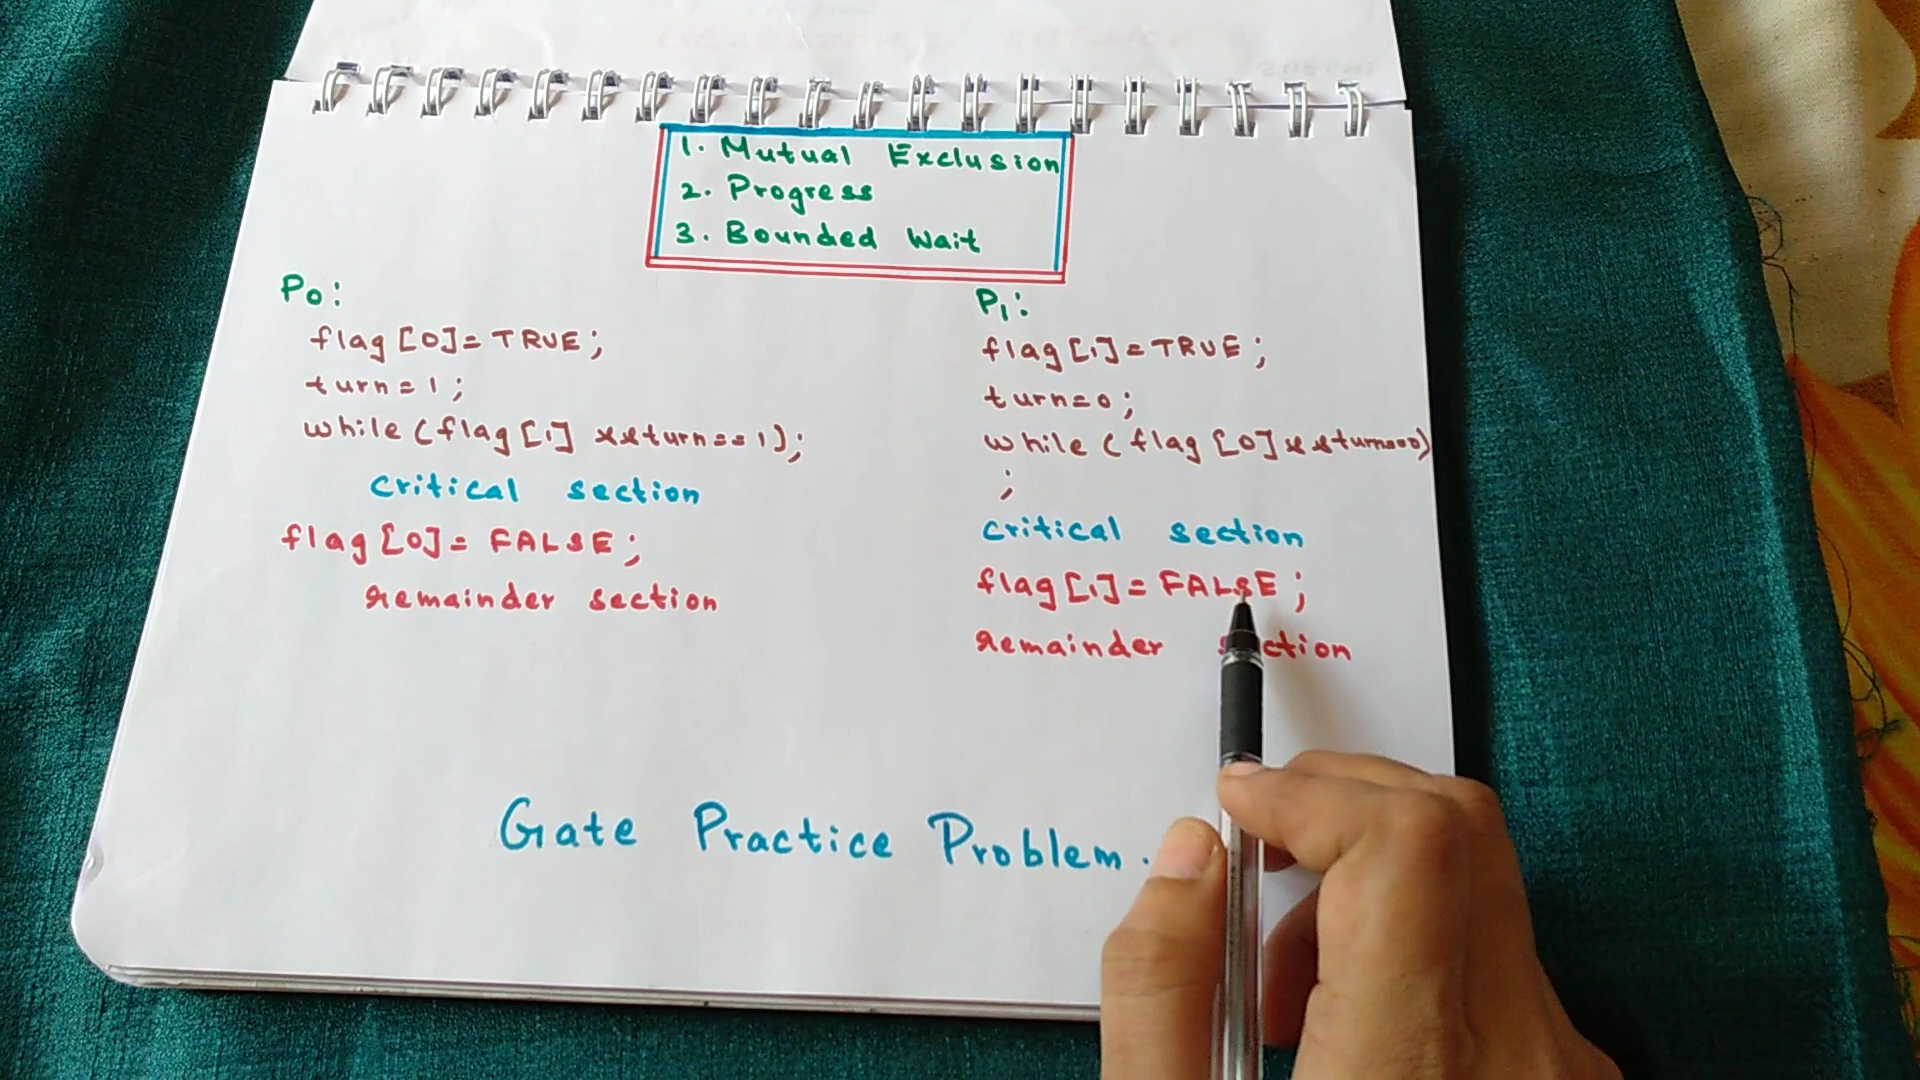 1. Mutual Exclusion
2. Progress
3. Bounded Wait
P0:
flag [0]= TRUE;
turn=1;
while (flag [1] &&turn==1);
critical section
flag [0]= FALSE;
remainder section
P1:
flag [1]=TRUE;
turn=0;
while (flag [0]&&turn==0)
;
critical section
flag [1]=FALSE;
remainder section
Gate Practice Problem.